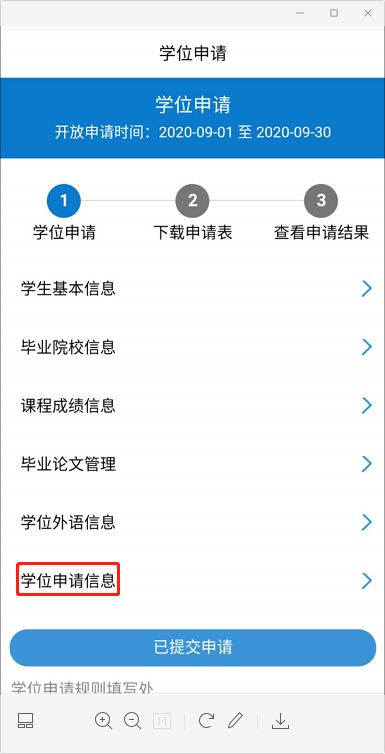 学位申请
学位申请
开放申请时间：2020-09-01 至 2020-09-30
1
2
3
学位申请
下载申请表
查看申请结果
学生基本信息
毕业院校信息
课程成绩信息
毕业论文管理
学位外语信息
学位申请信息
已提交申请
学位申请规则填写处
1:1